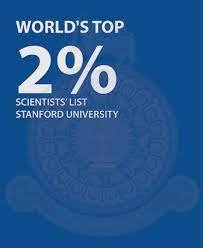 WORLD'S TOP
2%
SCIENTISTS' LIST
STANFORD UNIVERSITY